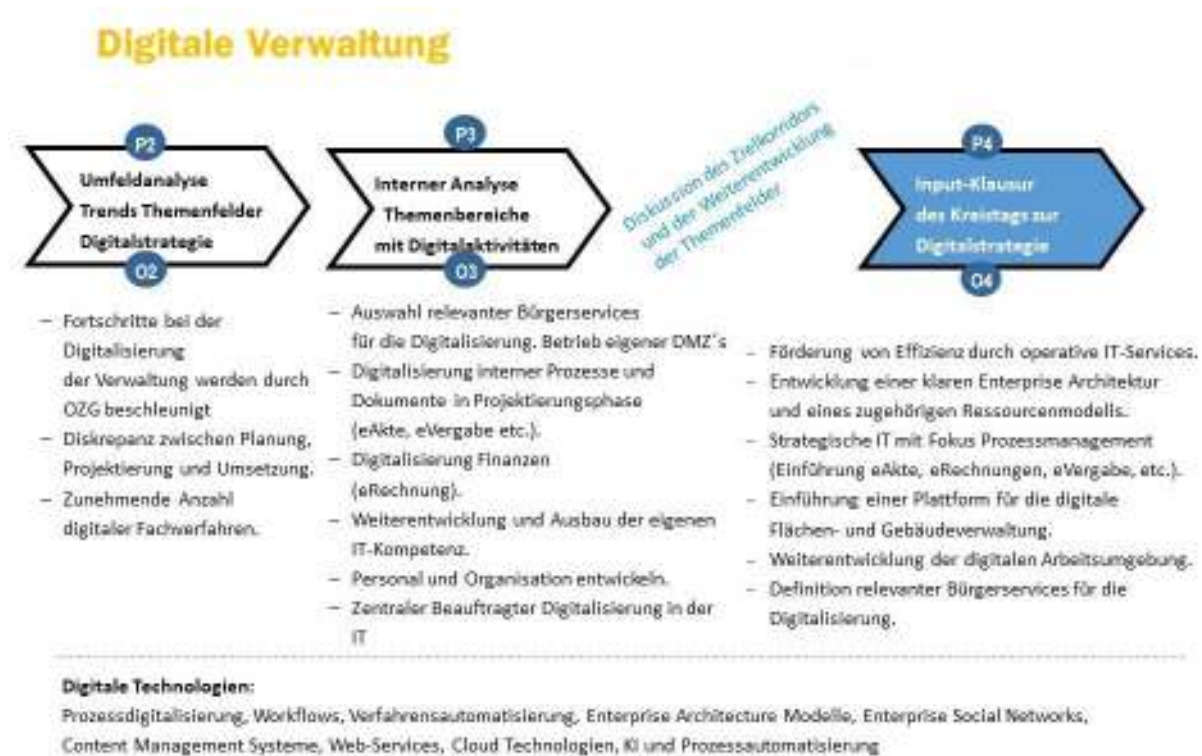 Digitale Verwaltung
P2
Umfeldanalyse
Trends Themenfelder
Digitalstrategie
O2
– Fortschritte bei der
Digitalisierung
der Verwaltung werden durch
OZG beschleunigt
– Diskrepanz zwischen Planung,
Projektierung und Umsetzung.
– Zunehmende Anzahl
digitaler Fachverfahren.
P3
Interner Analyse
Themenbereiche
mit Digitalaktivitäten
O3
– Auswahl relevanter Bürgerservices
für die Digitalisierung. Betrieb eigener DMZ´s
– Digitalisierung interner Prozesse und
Dokumente in Projektierungsphase
(eAkte, eVergabe etc.).
– Digitalisierung Finanzen
(eRechnung).
– Weiterentwicklung und Ausbau der eigenen
IT-Kompetenz.
– Personal und Organisation entwickeln.
– Zentraler Beauftragter Digitalisierung in der
IT
Diskussion des Zielkorridors
und der Weiterentwicklung
der Themenfelder
P4
Input-Klausur
des Kreistags zur
Digitalstrategie
O4
– Förderung von Effizienz durch operative IT-Services.
– Entwicklung einer klaren Enterprise Architektur
und eines zugehörigen Ressourcenmodells.
– Strategische IT mit Fokus Prozessmanagement
(Einführung eAkte, eRechnungen, eVergabe, etc.).
– Einführung einer Plattform für die digitale
Flächen- und Gebäudeverwaltung.
– Weiterentwicklung der digitalen Arbeitsumgebung.
– Definition relevanter Bürgerservices für die
Digitalisierung.
Digitale Technologien:
Prozessdigitalisierung, Workflows, Verfahrensautomatisierung, Enterprise Architecture Modelle, Enterprise Social Networks,
Content Management Systeme, Web-Services, Cloud Technologien, KI und Prozessautomatisierung